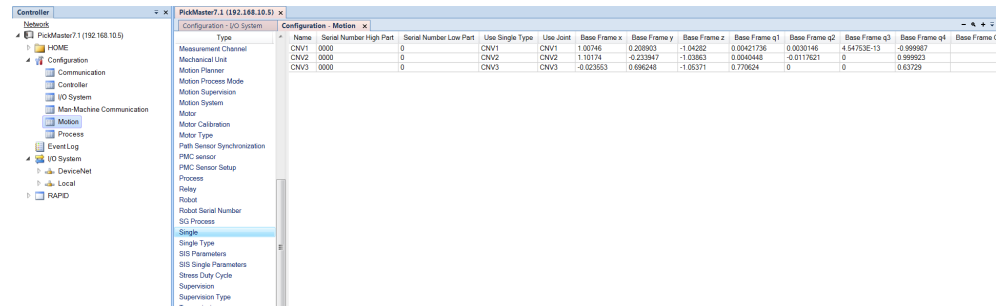 Controller
PickMaster7.1 (192.168.10.5)
Network
PickMaster7.1 (192.168.10.5)
HOME
Configuration
Communication
Controller
I/O System
Man-Machine Communication
Motion
Process
Event Log
I/O System
DeviceNet
Local
RAPID
Configuration - I/O System
Configuration - Motion
Type
Measurement Channel
Mechanical Unit
Motion Planner
Motion Process Mode
Motion Supervision
Motion System
Motor
Motor Calibration
Motor Type
Path Sensor Synchronization
PMC sensor
PMC Sensor Setup
Process
Relay
Robot
Robot Serial Number
SG Process
Single
Single Type
SIS Parameters
SIS Single Parameters
Stress Duty Cycle
Supervision
Supervision Type
Name Serial Number High Part Serial Number Low Part Use Single Type Use Joint Base Frame x Base Frame y Base Frame z Base Frame q1 Base Frame q2 Base Frame q3 Base Frame q4 Base Frame
CNV1 0000 0 CNV1 CNV1 1.00746 0.208903 -1.04282 0.00421736 0.0030146 4.54753E-13 -0.999987
CNV2 0000 0 CNV2 CNV2 1.10174 -0.233947 -1.03863 0.0040448 -0.0117621 0 0.999923
CNV3 0000 0 CNV3 CNV3 -0.023553 0.696248 -1.05371 0.770624 0 0 0.63729